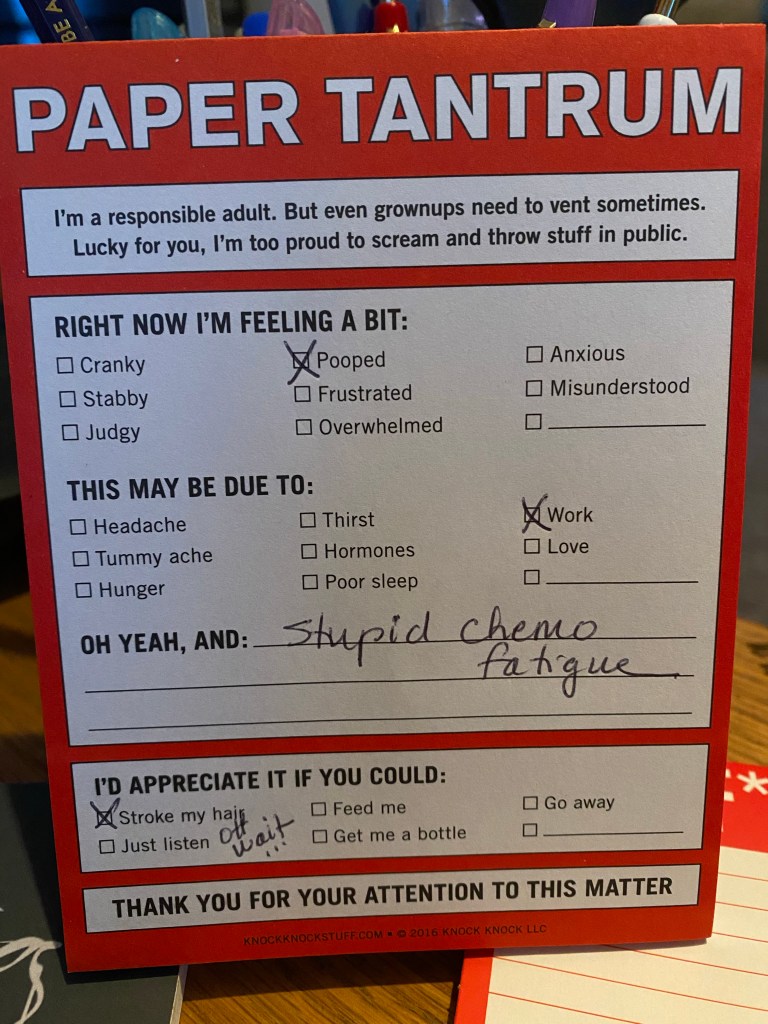 BE A
PAPER TANTRUM
I'm a responsible adult. But even grownups need to vent sometimes.
Lucky for you, I'm too proud to scream and throw stuff in public.
RIGHT NOW I'M FEELING A BIT:
☐ Cranky ☒ Pooped ☐ Anxious
☐ Stabby ☐ Frustrated ☐ Misunderstood
☐ Judgy ☐ Overwhelmed ☐
THIS MAY BE DUE TO:
☐ Headache ☐ Thirst ☒ Work
☐ Tummy ache ☐ Hormones ☐ Love
☐ Hunger ☐ Poor sleep ☐
OH YEAH, AND: Stupid chemo
fatigue
I'D APPRECIATE IT IF YOU COULD:
☒ Stroke my hair ☐ Feed me ☐ Go away
☐ Just listen wait!!! ☐ Get me a bottle ☐
THANK YOU FOR YOUR ATTENTION TO THIS MATTER
KNOCKKNOCKSTUFF.COM • © 2016 KNOCK KNOCK LLC